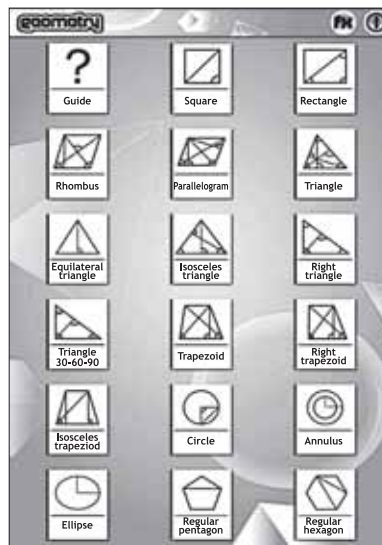 geometry
fx
?
Guide
Square
Rectangle
Rhombus
Parallelogram
Triangle
Equilateral
triangle
Isosceles
triangle
Right
triangle
Triangle
30-60-90
Trapezoid
Right
trapezoid
Isosceles
trapeziod
Circle
Annulus
Ellipse
Regular
pentagon
Regular
hexagon